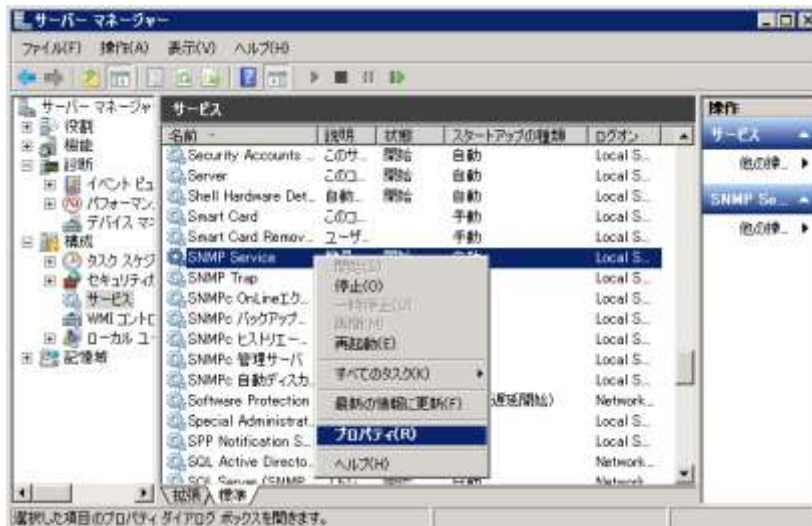 サーバー マネージャー
ファイル(F) 操作(A) 表示(V) ヘルプ(H)
サーバー マネージャ
役割
機能
診断
イベント ビュ
パフォーマン
デバイス マ
構成
タスク スケジ
セキュリティ
サービス
WMI コントロ
ローカル ユ
記憶域
サービス
名前 説明 状態 スタートアップの種類 ログオン
Security Accounts ... このサ... 開始 自動 Local S...
Server このコ... 開始 自動 Local S...
Shell Hardware Det... 自動... 開始 自動 Local S...
Smart Card このコ... 手動 Local S...
Smart Card Remov... ユーザ... 手動 Local S...
SNMP Service Local S...
SNMP Trap Local S...
SNMPc OnLineエク... Local S...
SNMPc バックアップ... Local S...
SNMPc ヒストリエー... Local S...
SNMPc 管理サーバ Local S...
SNMPc 自動ディスカ Local S...
Software Protection 遅延開始) Network...
Special Administrat... Local S...
SPP Notification S... Local S...
SQL Active Directo... Network...
SQL Server (SNMP Network...
開始(S)
停止(O)
一時停止(U)
再開(M)
再起動(E)
すべてのタスク(K)
最新の情報に更新(F)
プロパティ(R)
ヘルプ(H)
拡張 標準
操作
サービス
他の操...
SNMP Se...
他の操...
選択した項目のプロパティ ダイアログ ボックスを開きます。